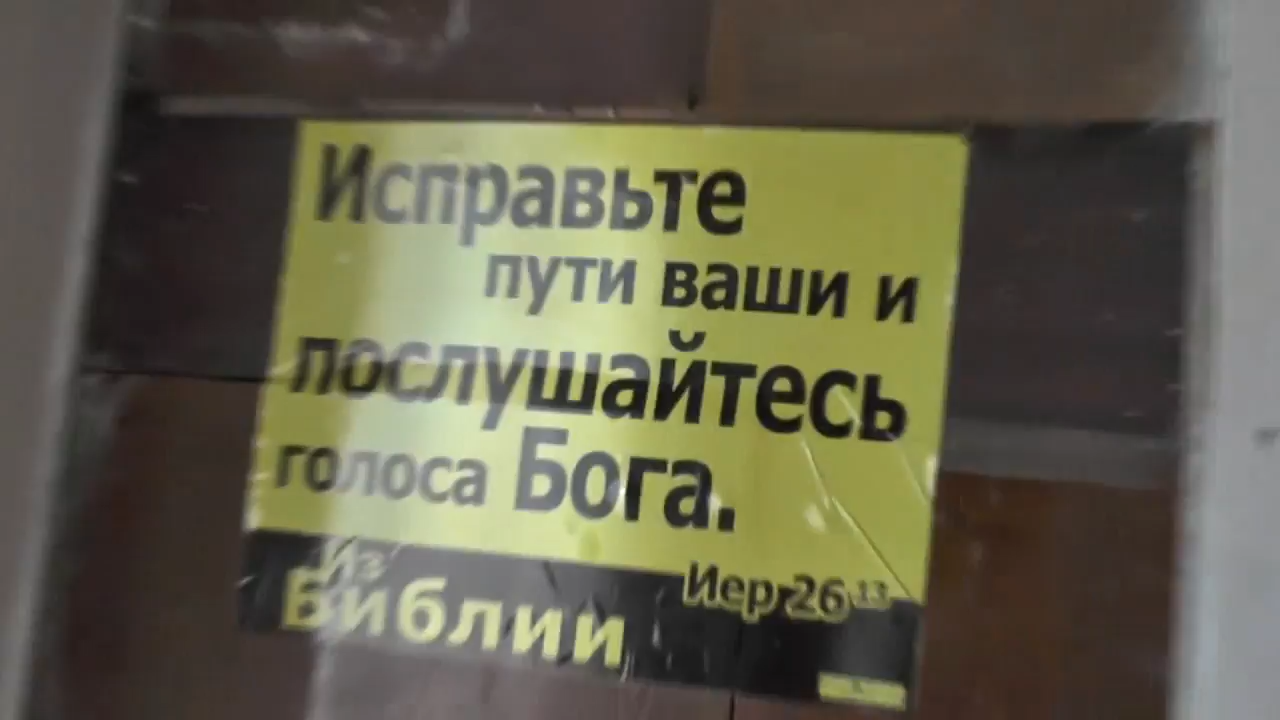 Исправьте
пути ваши и
послушайтесь
голоса Бога.
Из
Библии
Иер 26 13